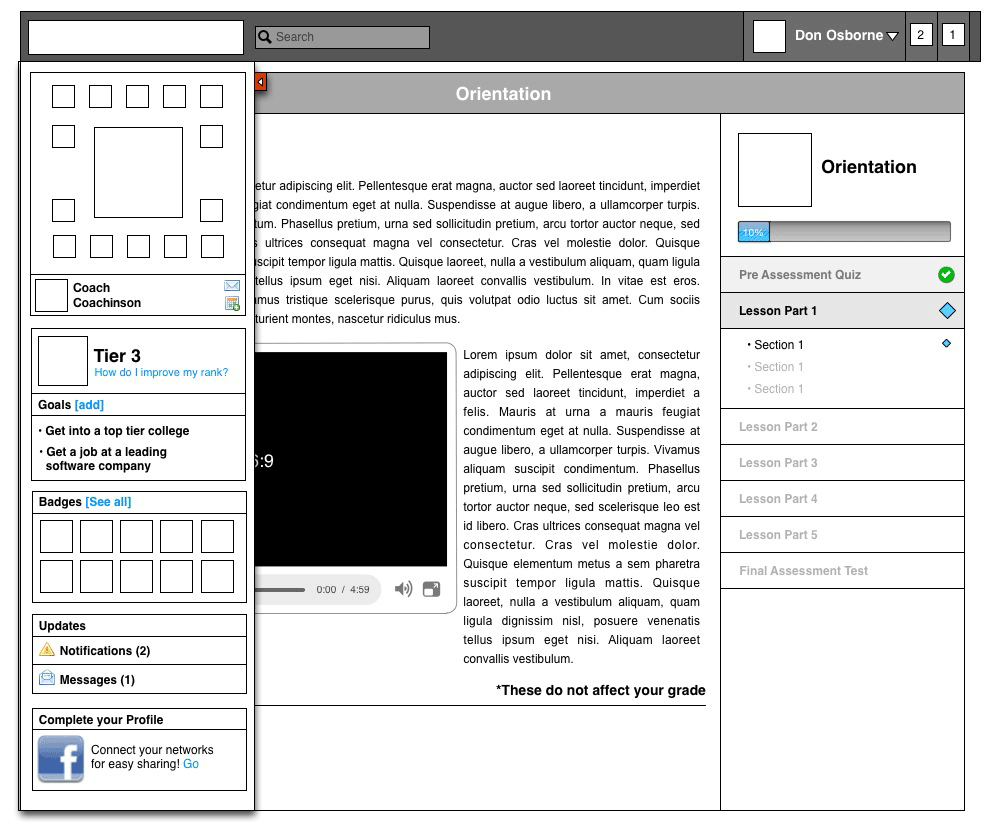 Search
Don Osborne
2
1
Coach
Coachinson
Tier 3
How do I improve my rank?
Goals [add]
· Get into a top tier college
· Get a job at a leading
software company
Badges [See all]
Updates
Notifications (2)
Messages (1)
Complete your Profile
Connect your networks
for easy sharing! Go
f
Orientation
etur adipiscing elit. Pellentesque erat magna, auctor sed laoreet tincidunt, imperdiet
giat condimentum eget at nulla. Suspendisse at augue libero, a ullamcorper turpis.
tum. Phasellus pretium, urna sed sollicitudin pretium, arcu tortor auctor neque, sed
s ultrices consequat magna vel consectetur. Cras vel molestie dolor. Quisque
uscipit tempor ligula mattis. Quisque laoreet, nulla a vestibulum aliquam, quam ligula
tellus ipsum eget nisi. Aliquam laoreet convallis vestibulum. In vitae est eros.
amus tristique scelerisque purus, quis volutpat odio luctus sit amet. Cum sociis
turient montes, nascetur ridiculus mus.
6:9
0:00 / 4:59
Lorem ipsum dolor sit amet, consectetur
adipiscing elit. Pellentesque erat magna,
auctor sed laoreet tincidunt, imperdiet a
felis. Mauris at urna a mauris feugiat
condimentum eget at nulla. Suspendisse at
augue libero, a ullamcorper turpis. Vivamus
aliquam suscipit condimentum. Phasellus
pretium, urna sed sollicitudin pretium, arcu
tortor auctor neque, sed scelerisque leo est
id libero. Cras ultrices consequat magna vel
consectetur. Cras vel molestie dolor.
Quisque elementum metus a sem pharetra
suscipit tempor ligula mattis. Quisque
laoreet, nulla a vestibulum aliquam, quam
ligula dignissim nisl, posuere venenatis
tellus ipsum eget nisi. Aliquam laoreet
convallis vestibulum.
*These do not affect your grade
Orientation
10%
Pre Assessment Quiz
Lesson Part 1
· Section 1
· Section 1
· Section 1
Lesson Part 2
Lesson Part 3
Lesson Part 4
Lesson Part 5
Final Assessment Test